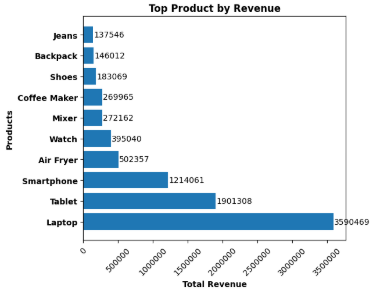 Top Product by Revenue
Jeans 137546
Backpack 146012
Shoes 183069
Coffee Maker 269965
Mixer 272162
Watch 395040
Air Fryer 502357
Smartphone 1214061
Tablet 1901308
Laptop 3590469
Products
0 500000 1000000 1500000 2000000 2500000 3000000 3500000
Total Revenue